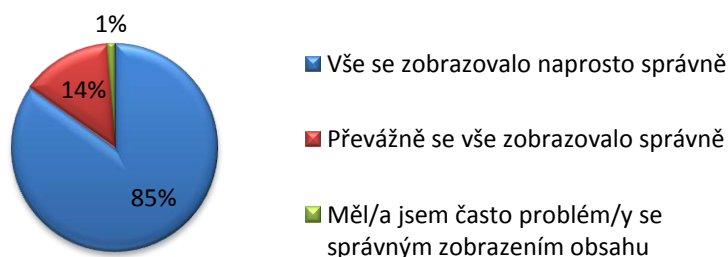 1%
14%
85%
Vše se zobrazovalo naprosto správně
Převážně se vše zobrazovalo správně
Měl/a jsem často problém/y se
správným zobrazením obsahu